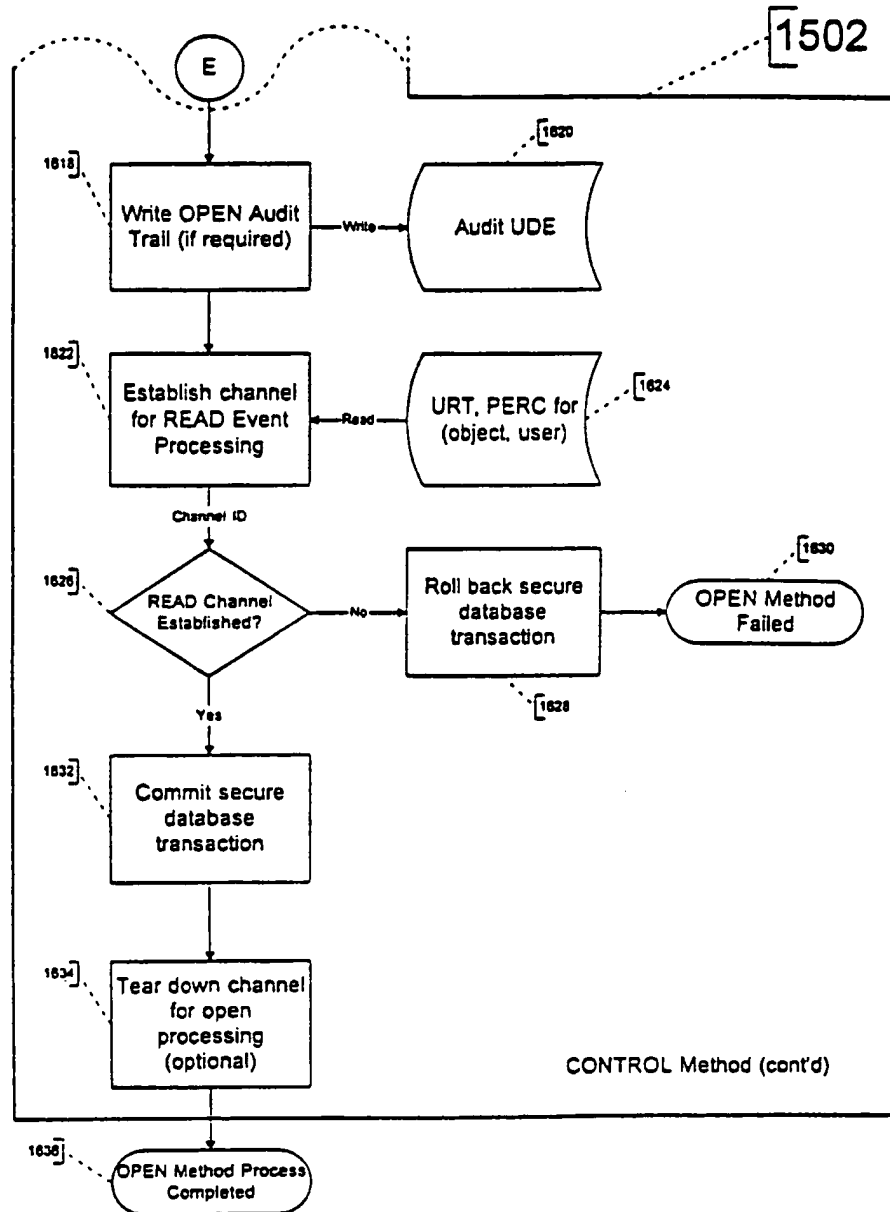 1502
E
1618
Write OPEN Audit
Trail (if required)
Write
1620
Audit UDE
1622
Establish channel
for READ Event
Processing
Read
URT, PERC for
(object, user)
1624
Channel ID
1626
READ Channel
Established?
No
Roll back secure
database
transaction
1628
1630
OPEN Method
Failed
Yes
1632
Commit secure
database
transaction
1634
Tear down channel
for open
processing
(optional)
CONTROL Method (cont'd)
1636
OPEN Method Process
Completed